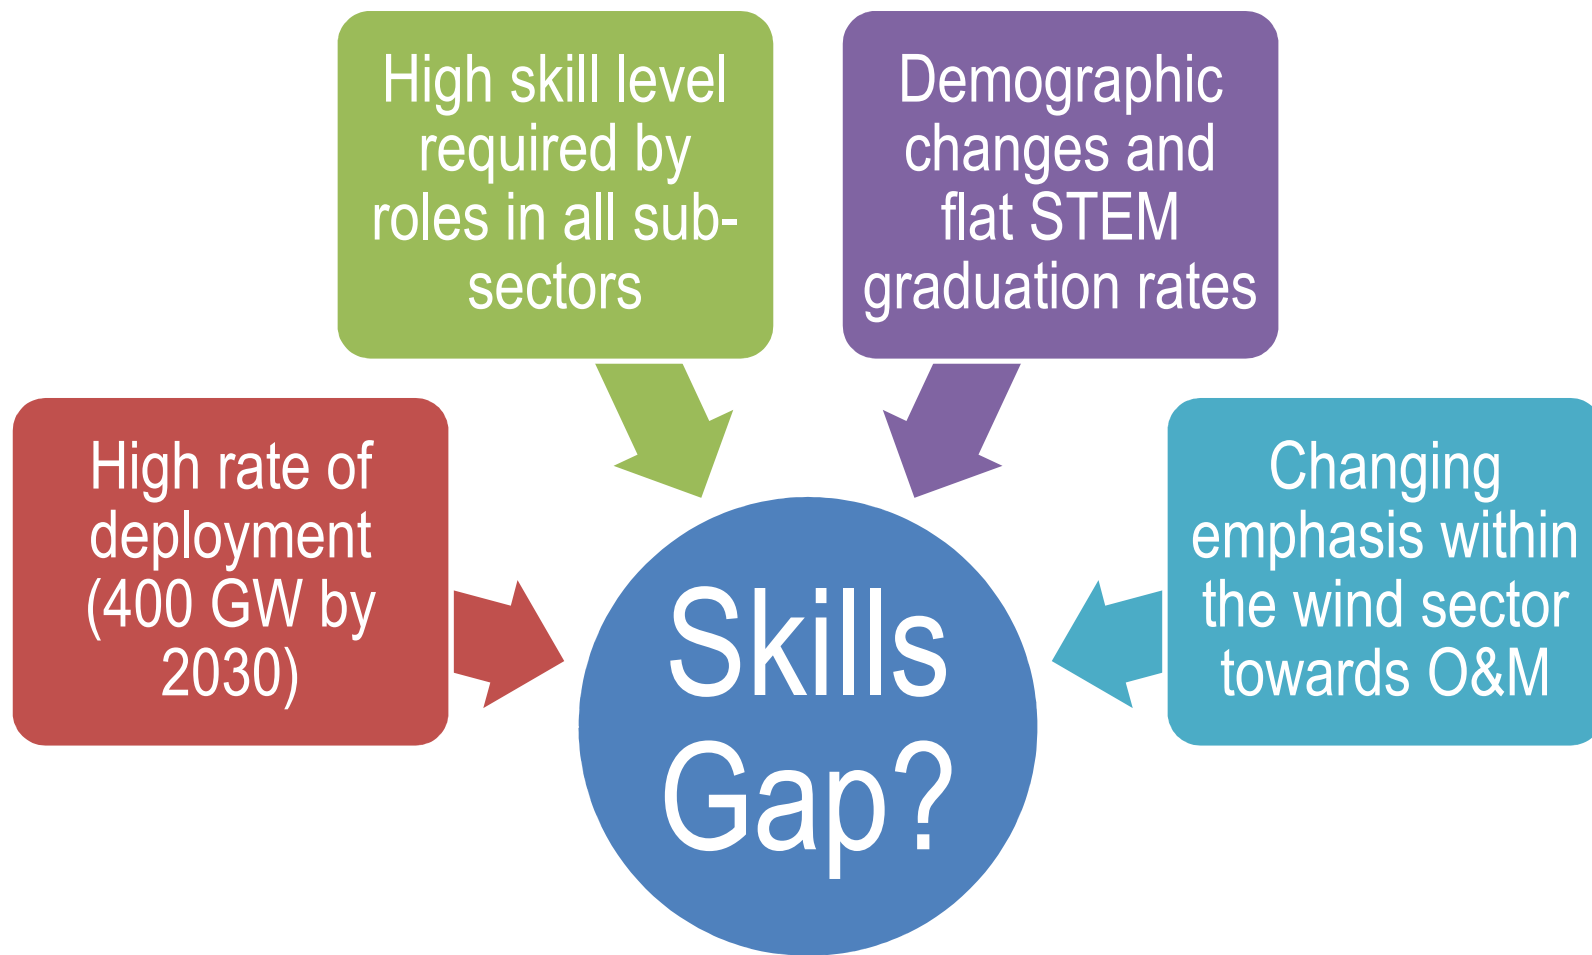 High skill level
required by
roles in all sub-
sectors
Demographic
changes and
flat STEM
graduation rates
High rate of
deployment
(400 GW by
2030)
Changing
emphasis within
the wind sector
towards O&M
Skills
Gap?